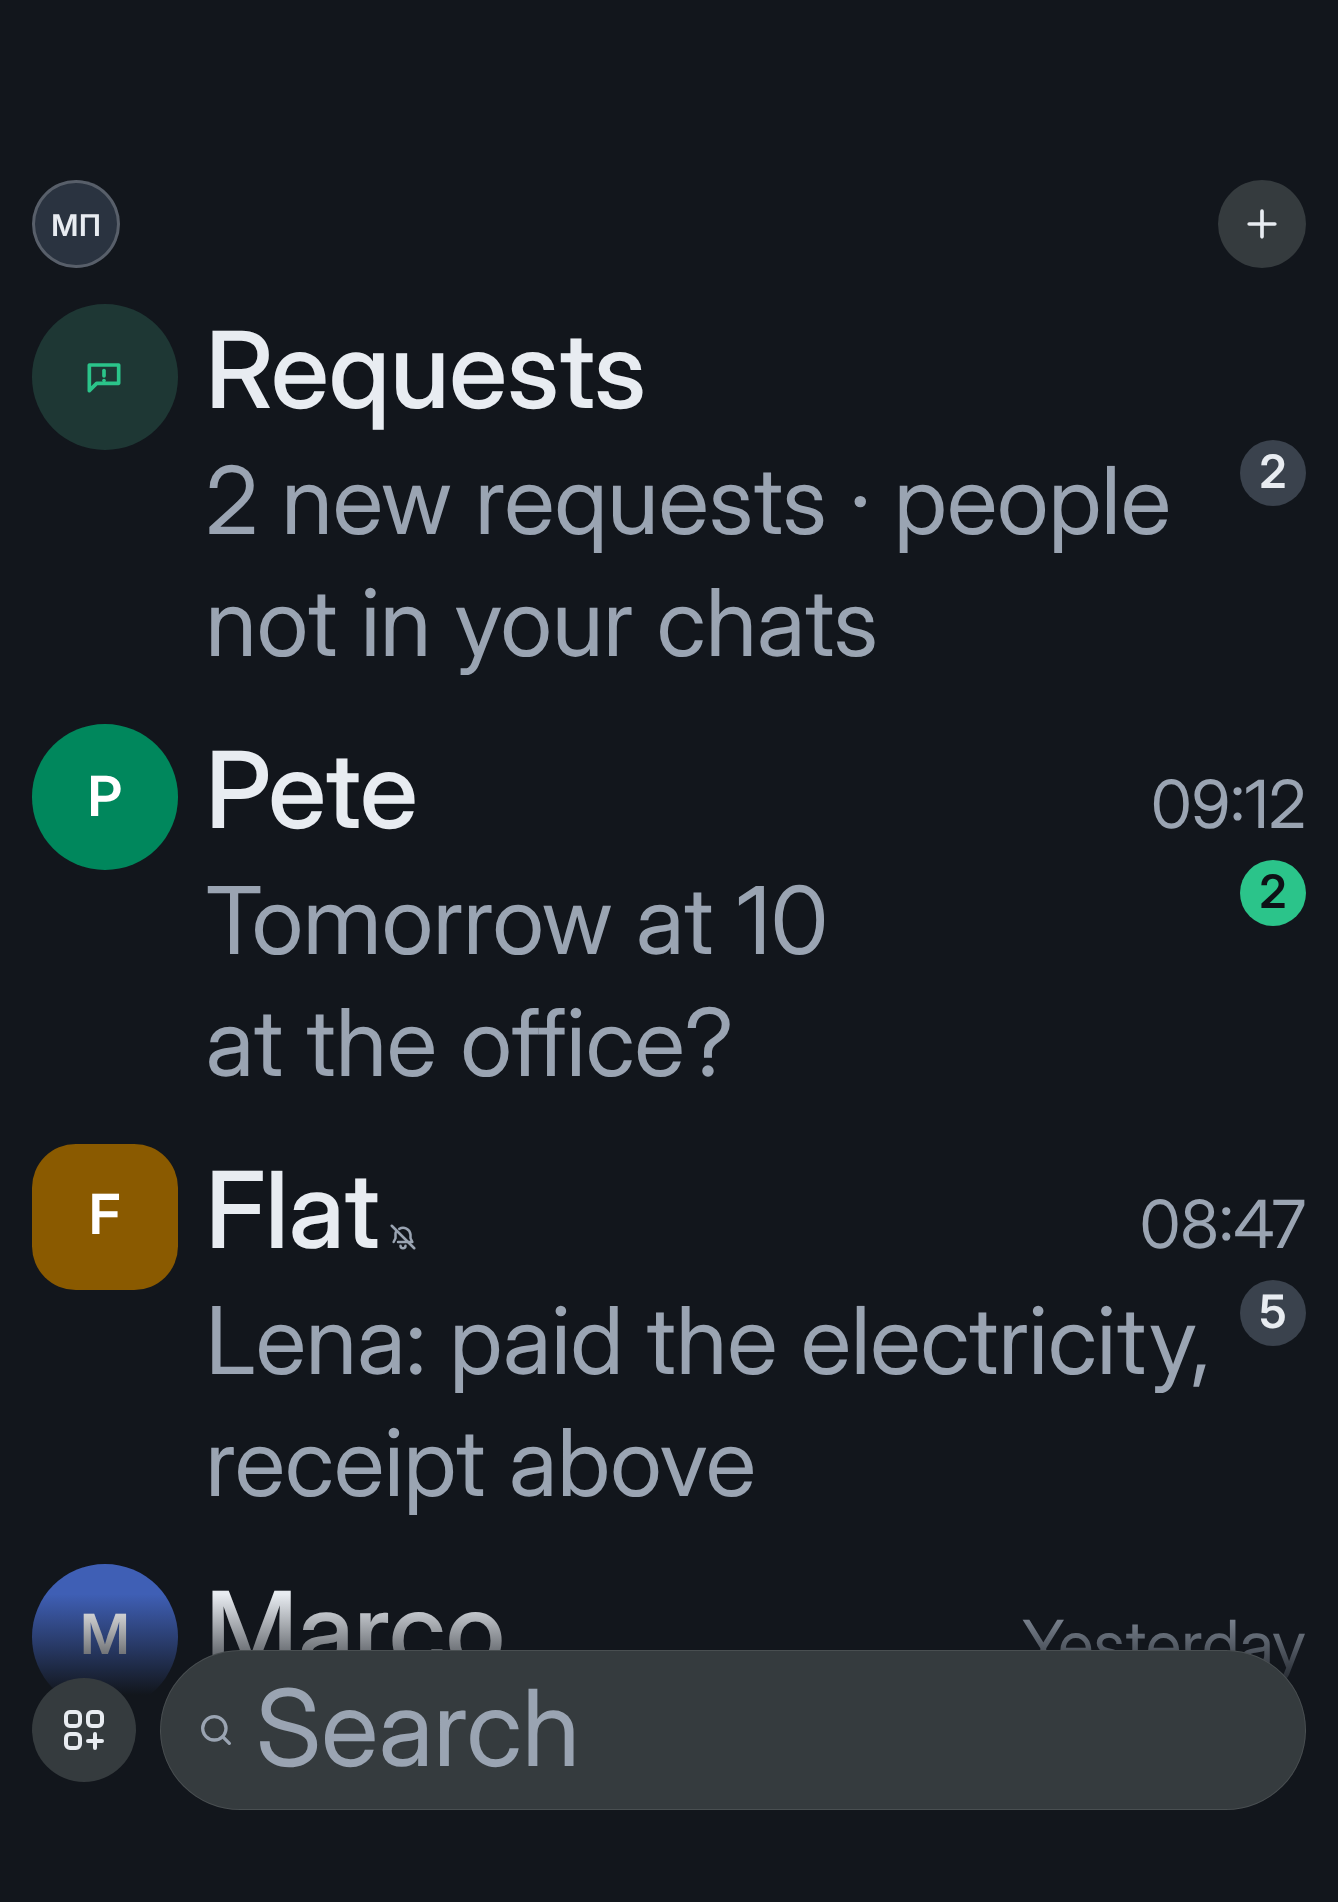 МП
Requests
2 new requests · people
2
not in your chats
P
Pete
09:12
Tomorrow at 10
2
at the office?
F
Flat
08:47
Lena: paid the electricity,
5
receipt above
M
Marco
Yesterday
Search